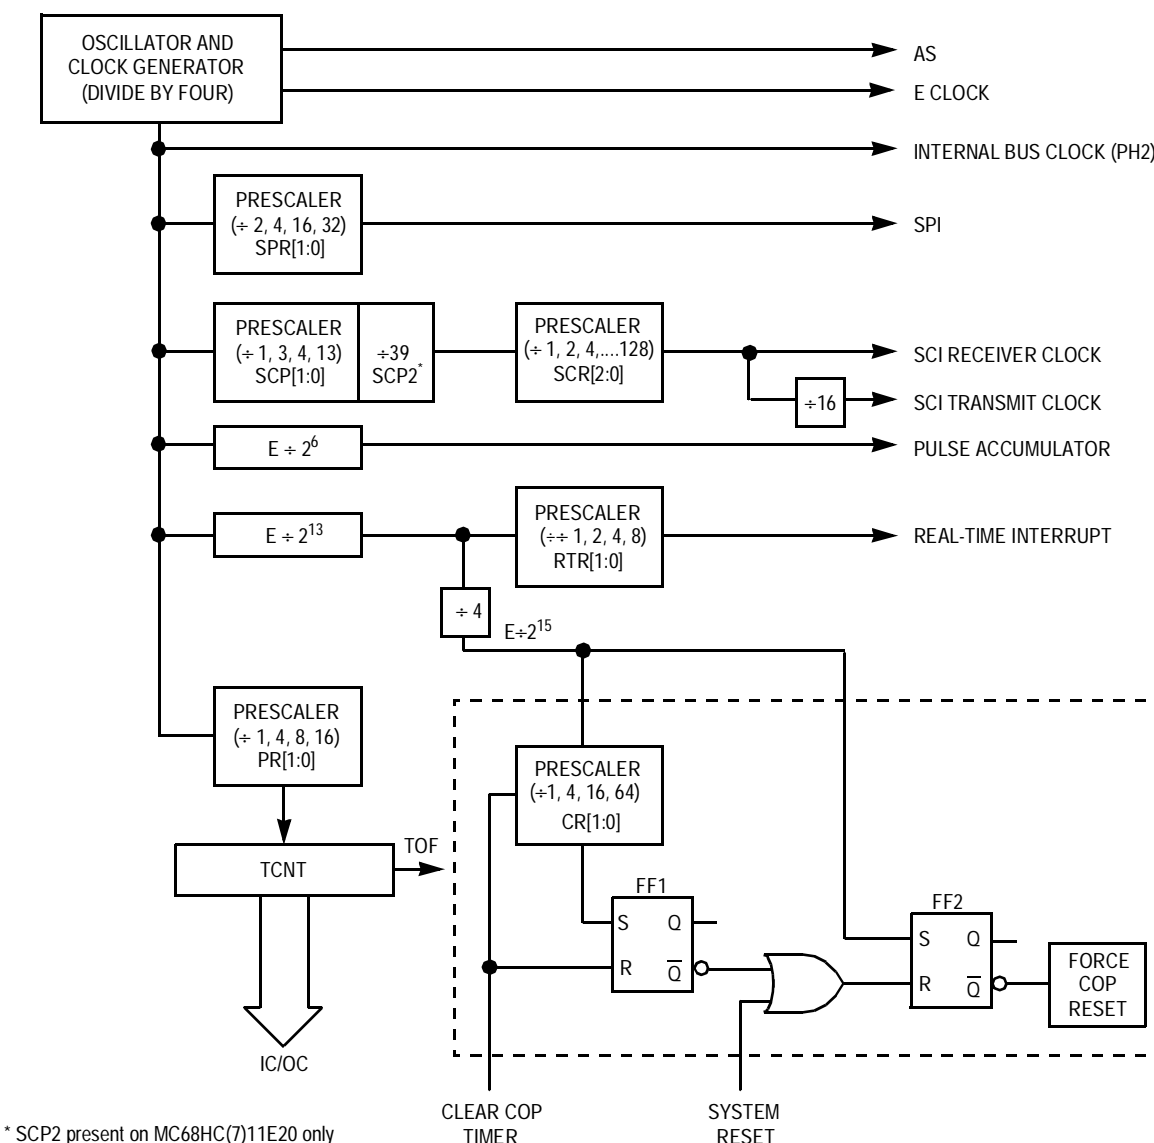 OSCILLATOR AND
CLOCK GENERATOR
(DIVIDE BY FOUR)
AS
E CLOCK
INTERNAL BUS CLOCK (PH2)
PRESCALER
(÷ 2, 4, 16, 32)
SPR[1:0]
SPI
PRESCALER
(÷ 1, 3, 4, 13)
SCP[1:0]
÷39
SCP2*
PRESCALER
(÷ 1, 2, 4,....128)
SCR[2:0]
SCI RECEIVER CLOCK
÷16
SCI TRANSMIT CLOCK
E ÷ 2⁶
PULSE ACCUMULATOR
E ÷ 2¹³
PRESCALER
(÷÷ 1, 2, 4, 8)
RTR[1:0]
REAL-TIME INTERRUPT
÷ 4
E÷2¹⁵
PRESCALER
(÷ 1, 4, 8, 16)
PR[1:0]
PRESCALER
(÷1, 4, 16, 64)
CR[1:0]
TCNT
TOF
FF1
S Q
R Q̅
FF2
S Q
R Q̅
FORCE
COP
RESET
IC/OC
CLEAR COP
TIMER
SYSTEM
RESET
* SCP2 present on MC68HC(7)11E20 only